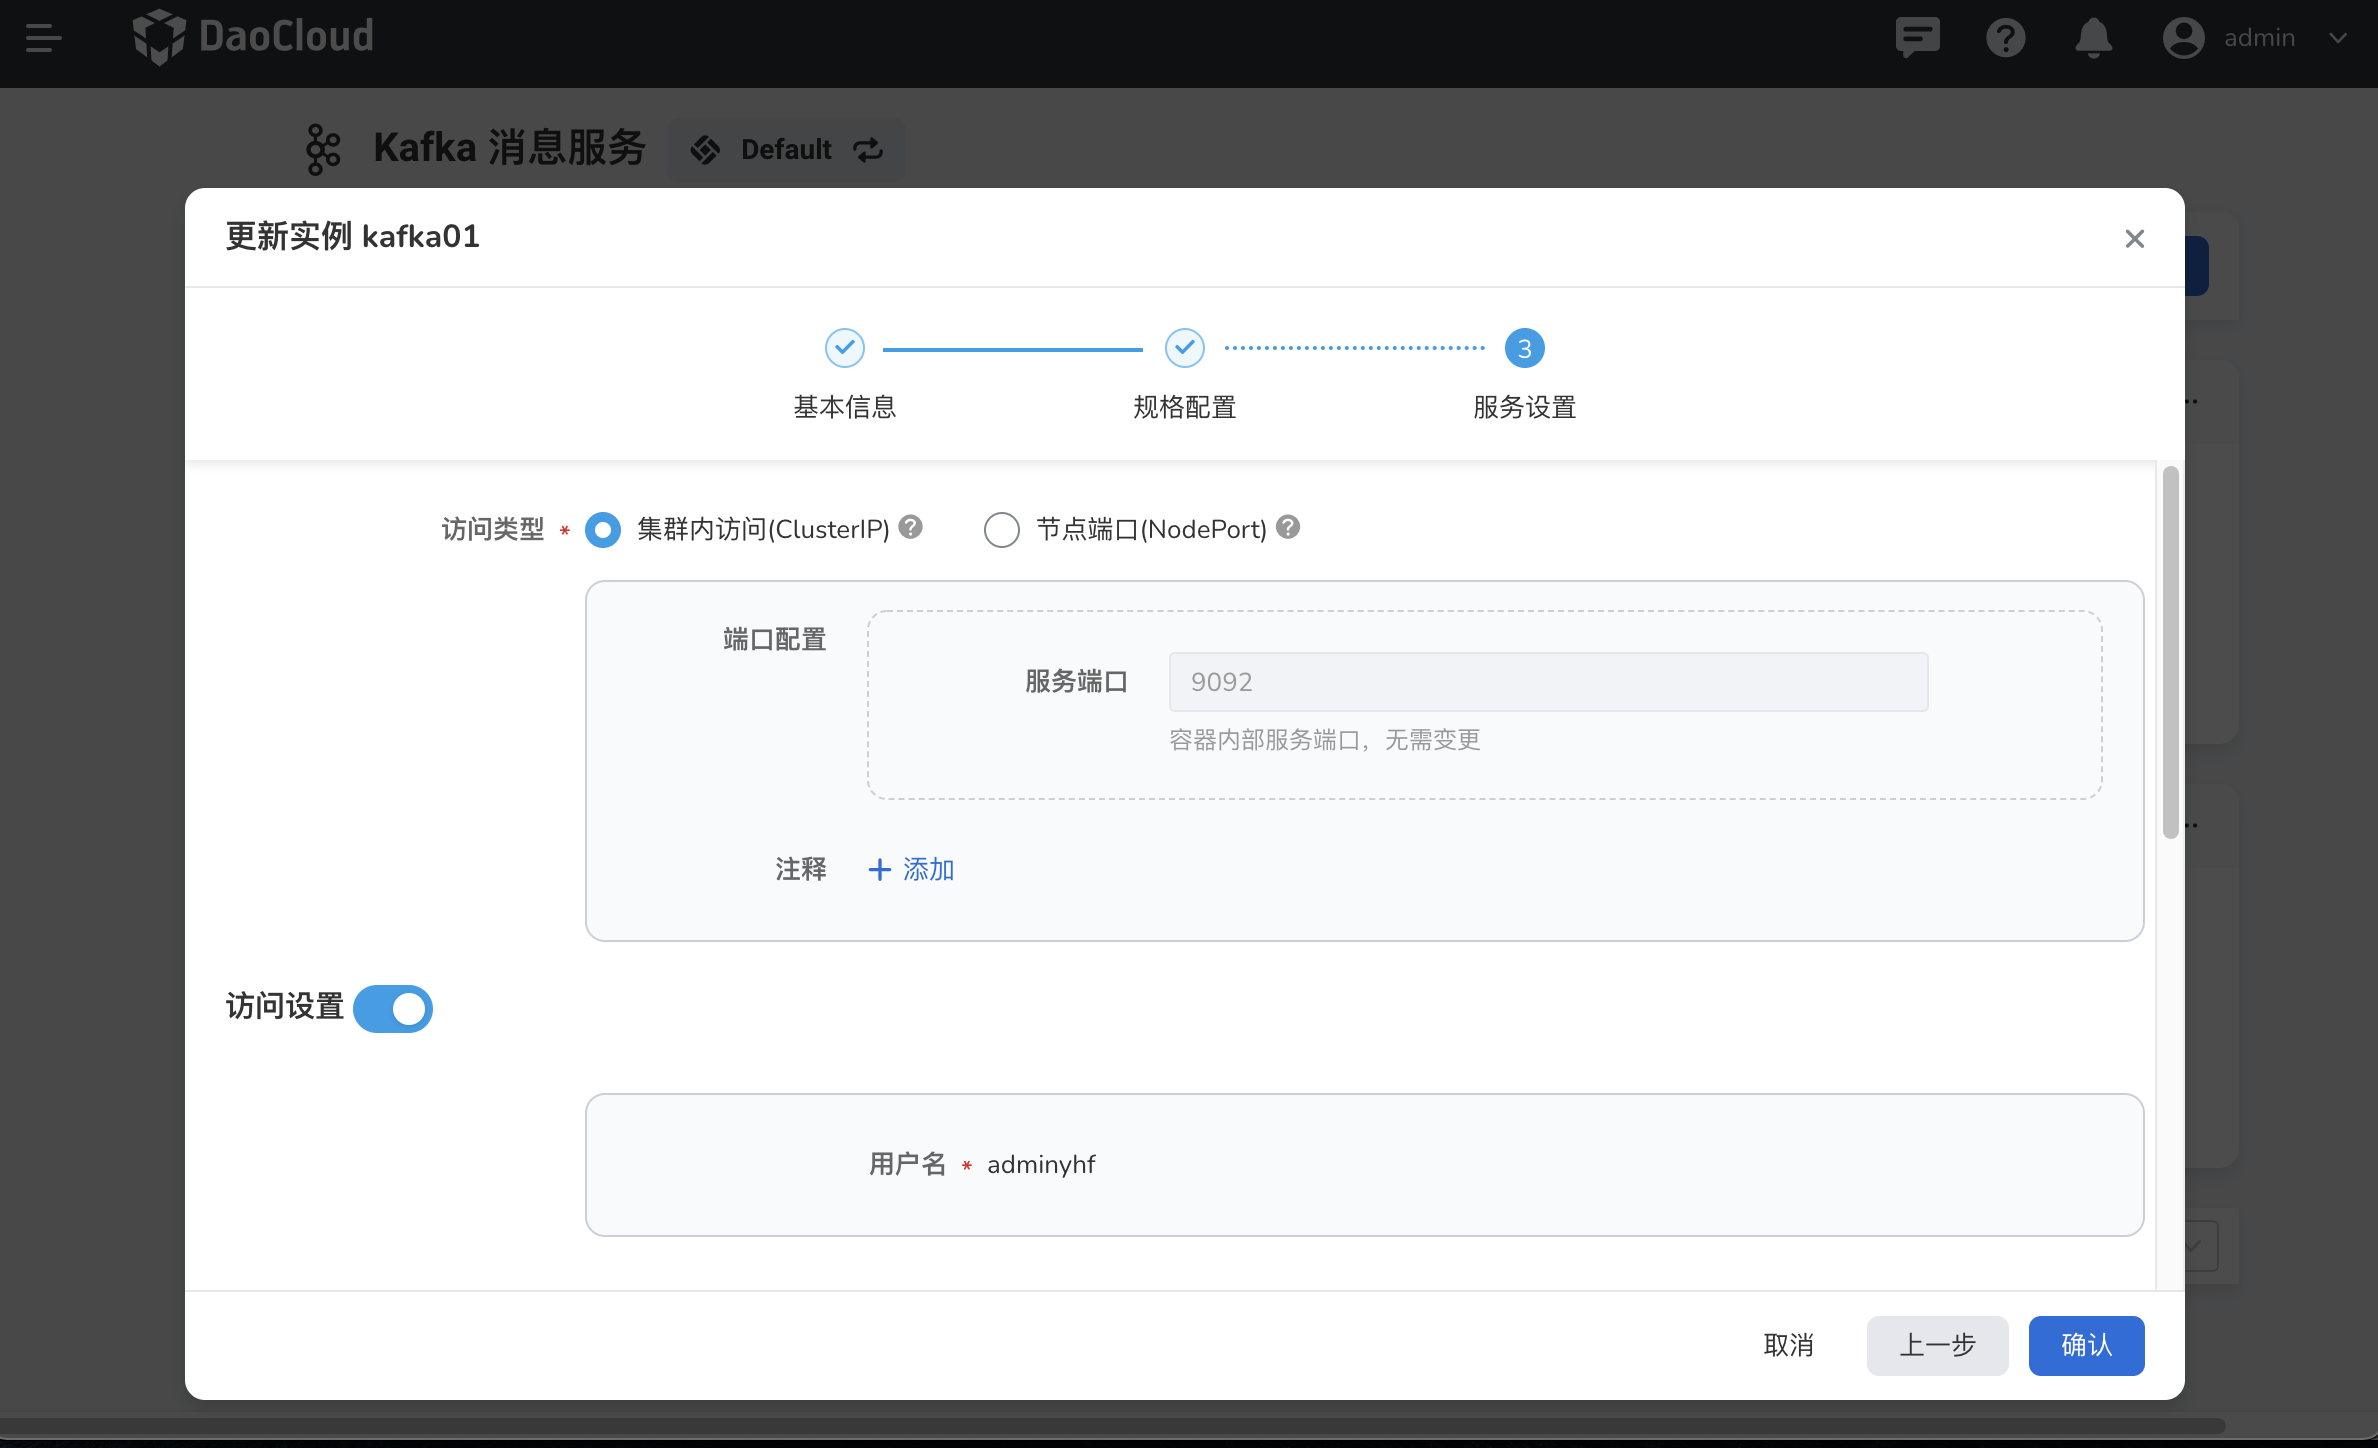 DaoCloud
admin
Kafka 消息服务
Default
更新实例 kafka01
基本信息
规格配置
3
服务设置
访问类型 * 集群内访问(ClusterIP) ? 节点端口(NodePort) ?
端口配置
服务端口 9092
容器内部服务端口，无需变更
注释 + 添加
访问设置
用户名 * adminyhf
取消 上一步 确认